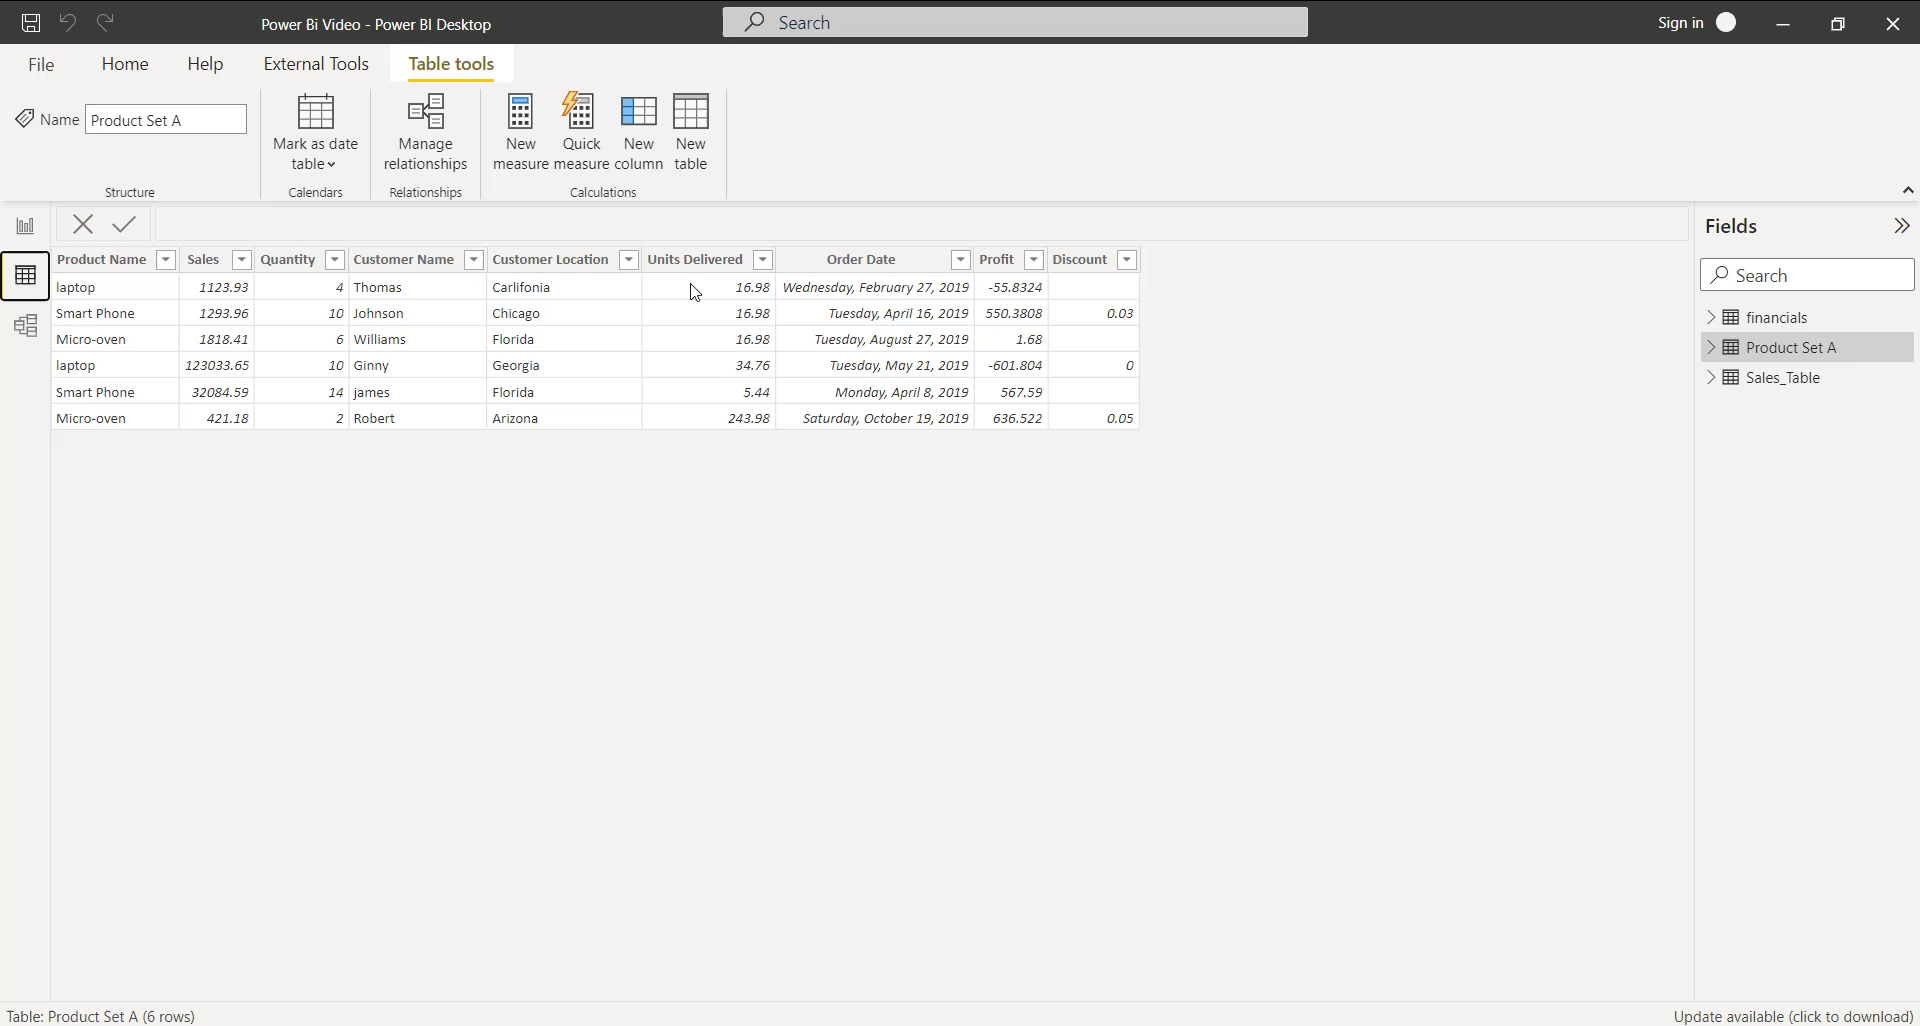 Power Bi Video - Power BI Desktop
Search
Sign in
File Home Help External Tools Table tools
Name Product Set A
Mark as date table
Manage relationships
New measure
Quick measure
New column
New table
Structure Calendars Relationships Calculations
Fields
Search
financials
Product Set A
Sales_Table
Product Name Sales Quantity Customer Name Customer Location Units Delivered Order Date Profit Discount
laptop 1123.93 4 Thomas Carlifonia 16.98 Wednesday, February 27, 2019 -55.8324
Smart Phone 1293.96 10 Johnson Chicago 16.98 Tuesday, April 16, 2019 550.3808 0.03
Micro-oven 1818.41 6 Williams Florida 16.98 Tuesday, August 27, 2019 1.68
laptop 123033.65 10 Ginny Georgia 34.76 Tuesday, May 21, 2019 -601.804 0
Smart Phone 32084.59 14 james Florida 5.44 Monday, April 8, 2019 567.59
Micro-oven 421.18 2 Robert Arizona 243.98 Saturday, October 19, 2019 636.522 0.05
Table: Product Set A (6 rows)
Update available (click to download)